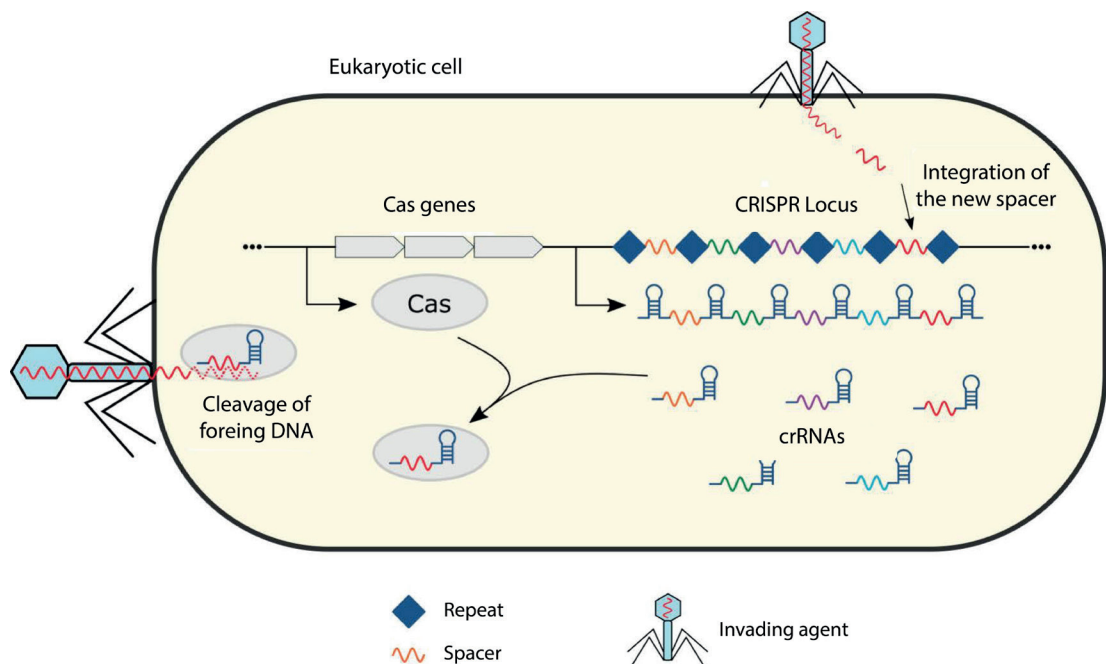 Eukaryotic cell
Integration of
the new spacer
Cas genes
CRISPR Locus
Cas
Cleavage of
foreing DNA
crRNAs
Repeat
Spacer
Invading agent